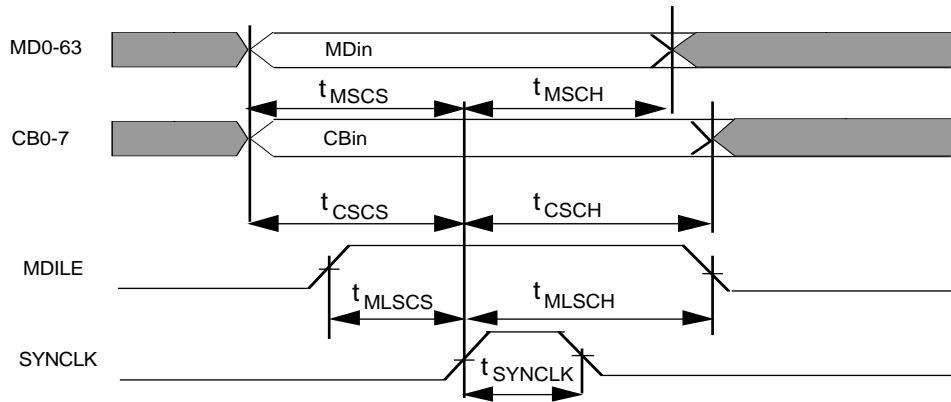 MD0-63
MDin
tMSCS
tMSCH
CB0-7
CBin
tCSCS
tCSCH
MDILE
tMLSCS
tMLSCH
SYNCLK
tSYNCLK